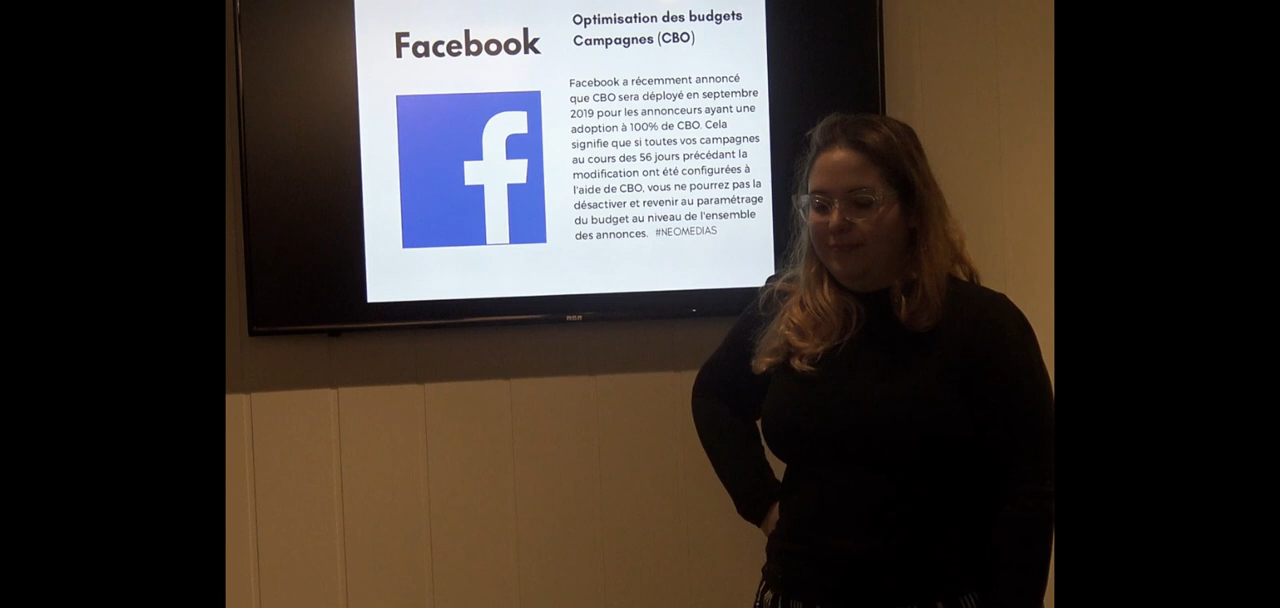 Facebook
Optimisation des budgets
Campagnes (CBO)
Facebook a récemment annoncé
que CBO sera déployé en septembre
2019 pour les annonceurs ayant une
adoption à 100% de CBO. Cela
signifie que si toutes vos campagnes
au cours des 56 jours précédant la
modification ont été configurées à
l'aide de CBO, vous ne pourrez pas la
désactiver et revenir au paramétrage
du budget au niveau de l'ensemble
des annonces. #NEOMEDIAS
RCA